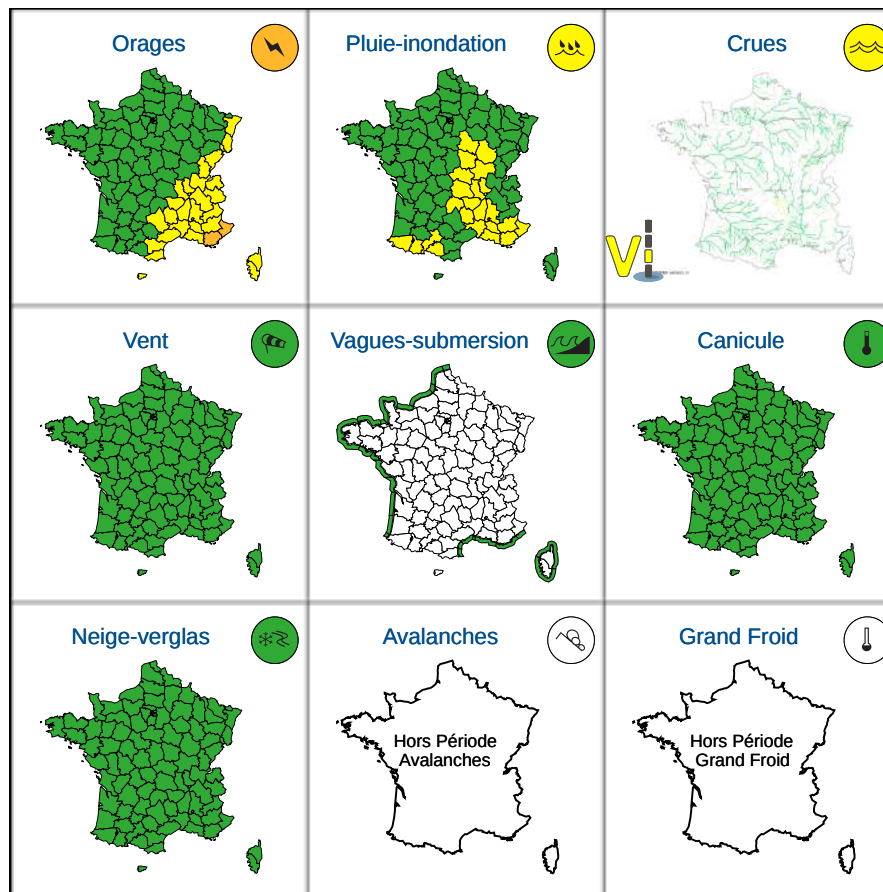 Orages
Pluie-inondation
Crues
Vi
Vent
Vagues-submersion
Canicule
Neige-verglas
Avalanches
Grand Froid
Hors Période
Avalanches
Hors Période
Grand Froid